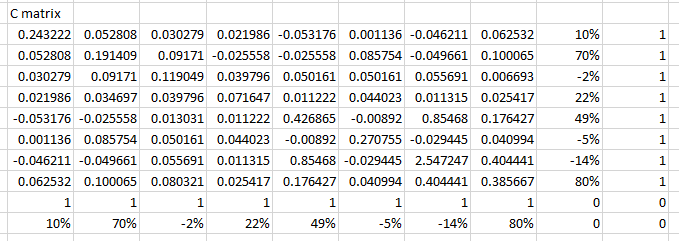 C matrix
0.243222 0.052808 0.030279 0.021986 -0.053176 0.001136 -0.046211 0.062532 10% 1
0.052808 0.191409 0.09171 -0.025558 -0.025558 0.085754 -0.049661 0.100065 70% 1
0.030279 0.09171 0.119049 0.039796 0.050161 0.050161 0.055691 0.006693 -2% 1
0.021986 0.034697 0.039796 0.071647 0.011222 0.044023 0.011315 0.025417 22% 1
-0.053176 -0.025558 0.013031 0.011222 0.426865 -0.00892 0.85468 0.176427 49% 1
0.001136 0.085754 0.050161 0.044023 -0.00892 0.270755 -0.029445 0.040994 -5% 1
-0.046211 -0.049661 0.055691 0.011315 0.85468 -0.029445 2.547247 0.404441 -14% 1
0.062532 0.100065 0.080321 0.025417 0.176427 0.040994 0.404441 0.385667 80% 1
1 1 1 1 1 1 1 1 0 0
10% 70% -2% 22% 49% -5% -14% 80% 0 0